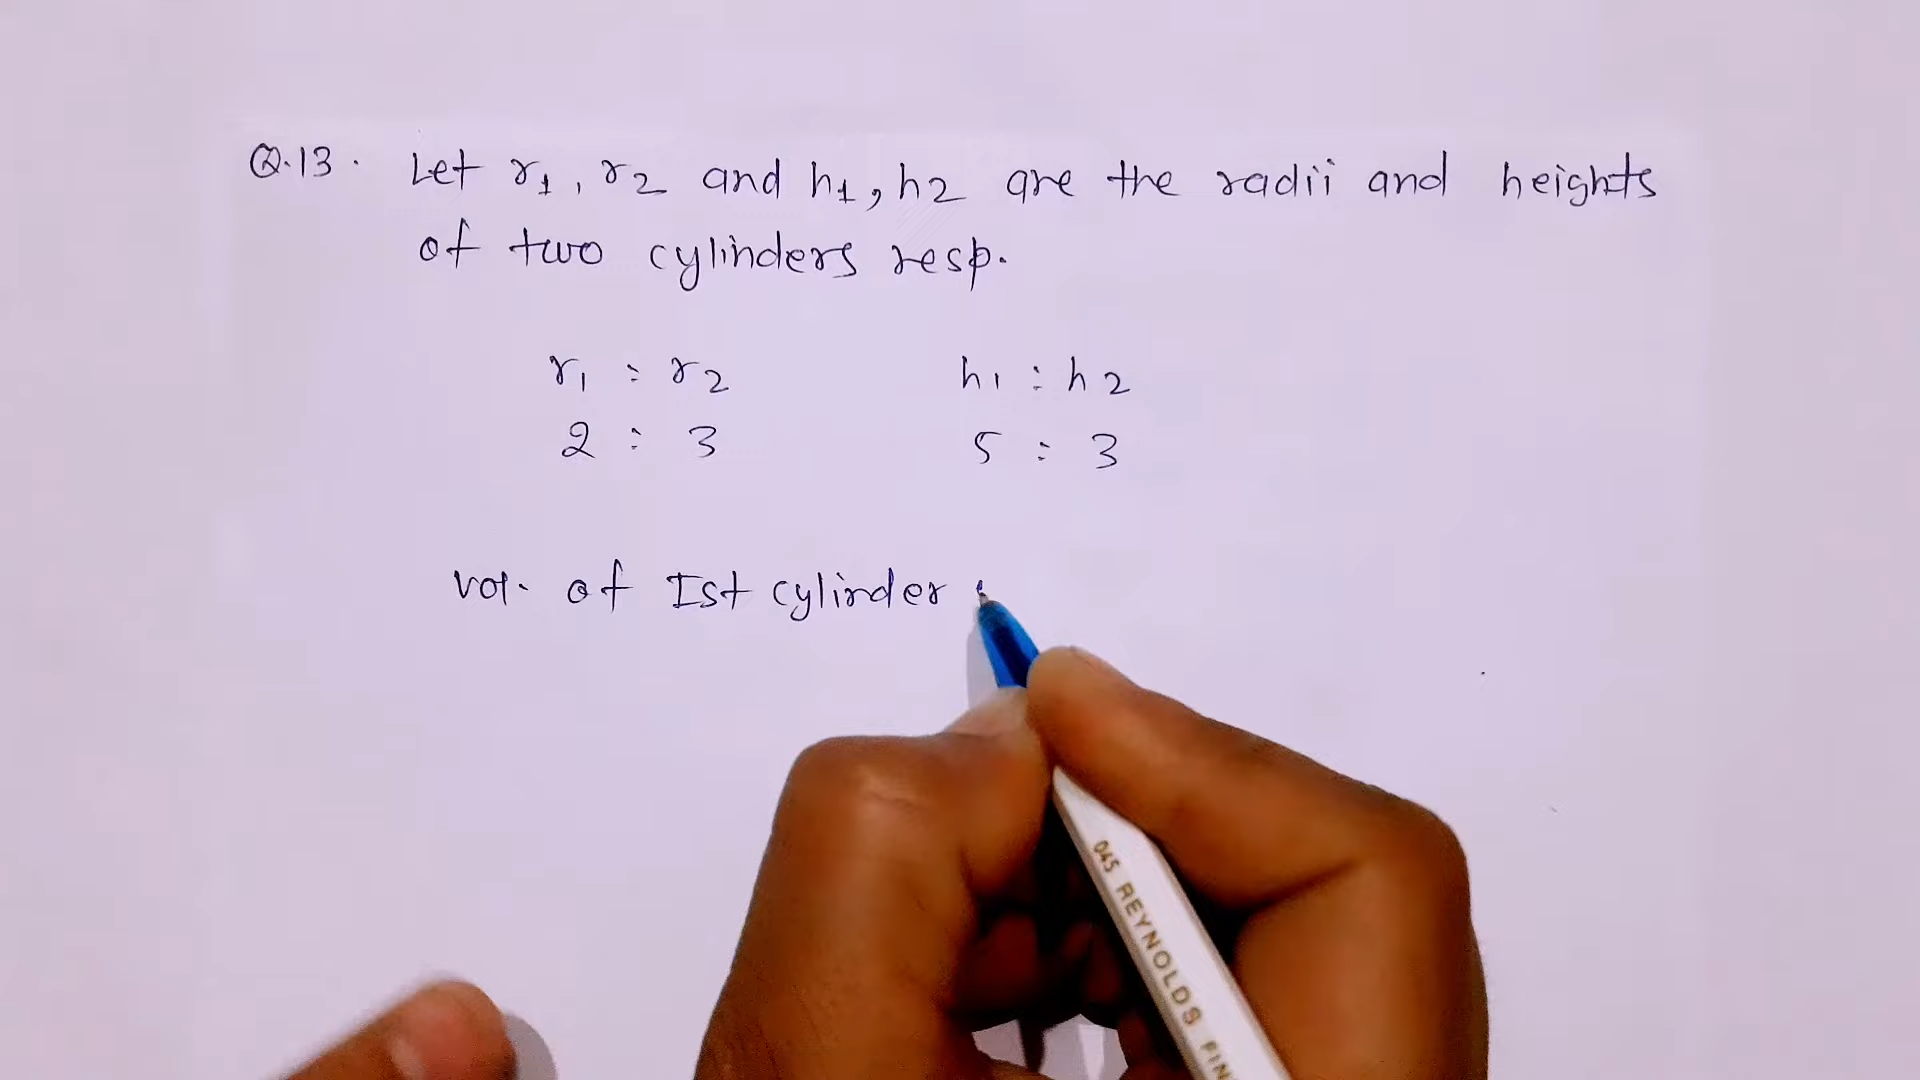 Q.13. Let r1, r2 and h1, h2 are the radii and heights
of two cylinders resp.
r1 : r2 h1 : h2
2 : 3 5 : 3
Vol. of Ist cylinder
045 REYNOLDS FIN